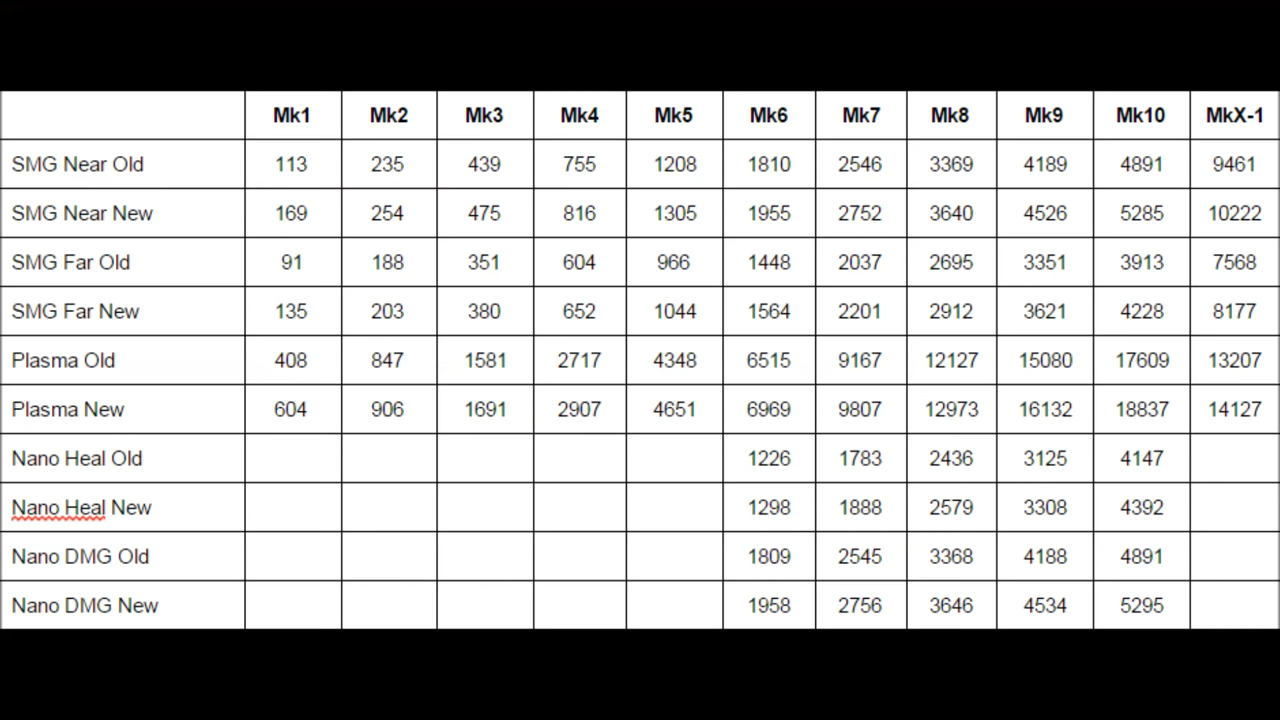 Mk1 Mk2 Mk3 Mk4 Mk5 Mk6 Mk7 Mk8 Mk9 Mk10 MkX-1
SMG Near Old 113 235 439 755 1208 1810 2546 3369 4189 4891 9461
SMG Near New 169 254 475 816 1305 1955 2752 3640 4526 5285 10222
SMG Far Old 91 188 351 604 966 1448 2037 2695 3351 3913 7568
SMG Far New 135 203 380 652 1044 1564 2201 2912 3621 4228 8177
Plasma Old 408 847 1581 2717 4348 6515 9167 12127 15080 17609 13207
Plasma New 604 906 1691 2907 4651 6969 9807 12973 16132 18837 14127
Nano Heal Old 1226 1783 2436 3125 4147
Nano Heal New 1298 1888 2579 3308 4392
Nano DMG Old 1809 2545 3368 4188 4891
Nano DMG New 1958 2756 3646 4534 5295